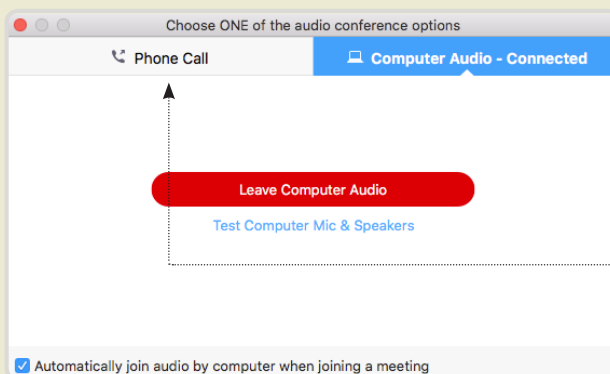 Choose ONE of the audio conference options
Phone Call
Computer Audio - Connected
Leave Computer Audio
Test Computer Mic & Speakers
Automatically join audio by computer when joining a meeting